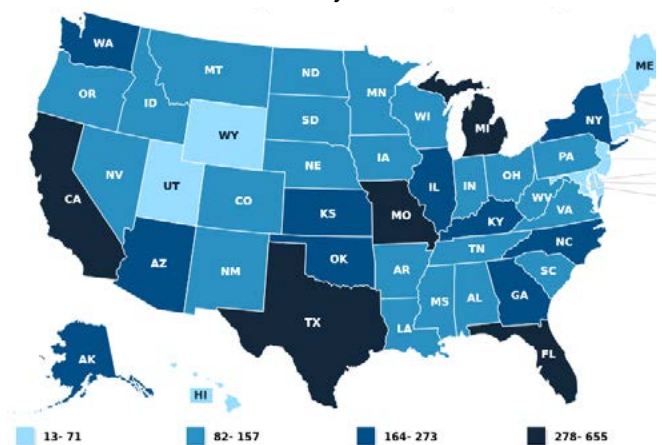 WA
ME
MT
ND
OR
MN
ID
WI
NY
SD
MI
WY
IA
PA
NE
NV
OH
IL
IN
UT
CO
WV
VA
CA
KS
MO
KY
NC
TN
OK
AZ
NM
AR
SC
MS
AL
GA
TX
LA
AK
FL
HI
13- 71
82- 157
164- 273
278- 655